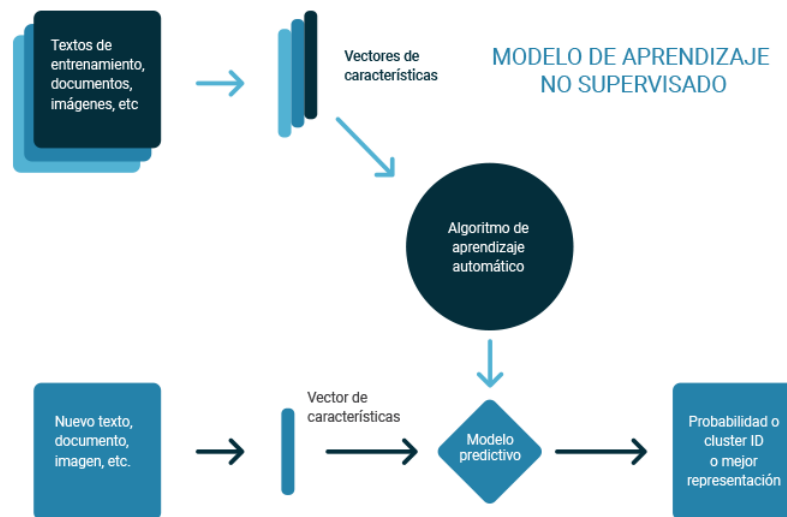 Textos de
entrenamiento,
documentos,
imágenes, etc
Vectores de
características
MODELO DE APRENDIZAJE
NO SUPERVISADO
Algoritmo de
aprendizaje
automático
Nuevo texto,
documento,
imagen, etc.
Vector de
características
Modelo
predictivo
Probabilidad o
cluster ID
o mejor
representación